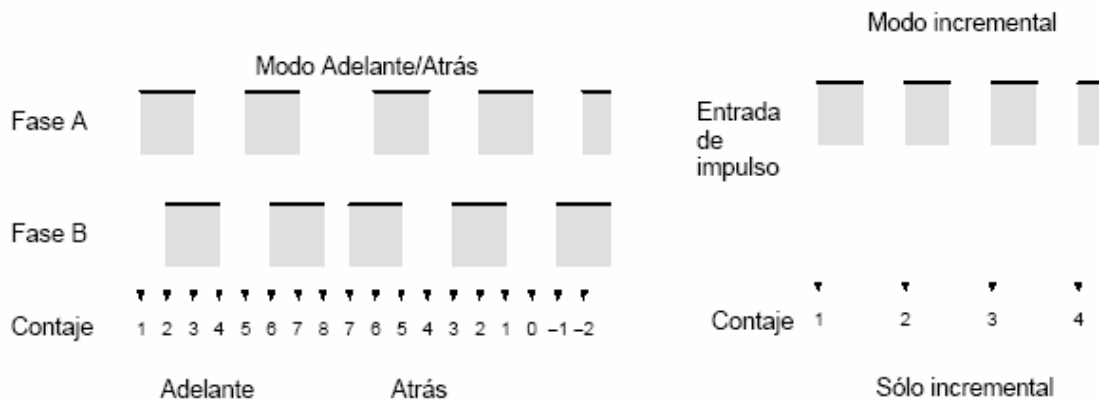 Modo Adelante/Atrás
Fase A
Fase B
Contaje 1 2 3 4 5 6 7 8 7 6 5 4 3 2 1 0 –1 –2
Adelante Atrás
Modo incremental
Entrada
de
impulso
Contaje 1 2 3 4
Sólo incremental